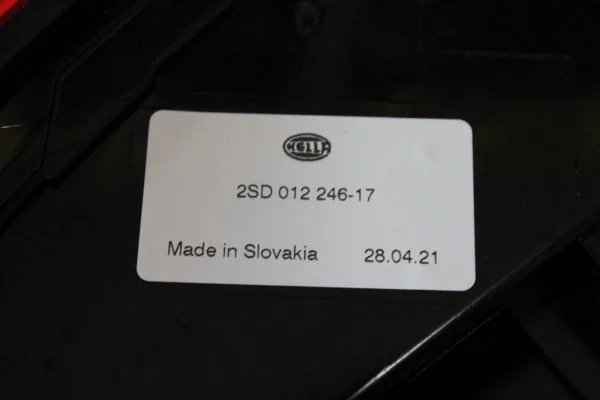 HELLA
2SD 012 246-17
Made in Slovakia 28.04.21